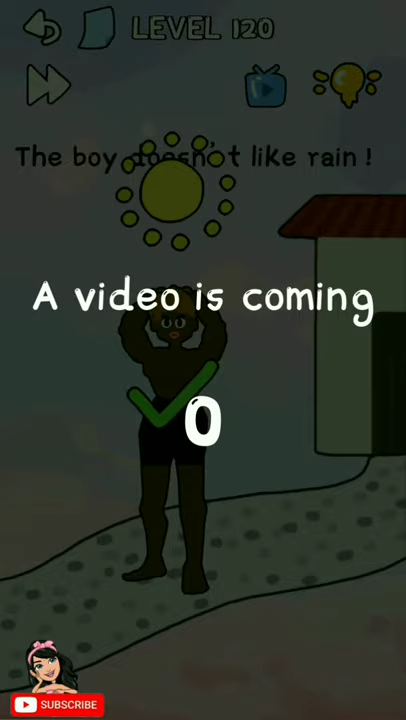 LEVEL 120
The boy doesn't like rain !
A video is coming
0
SUBSCRIBE